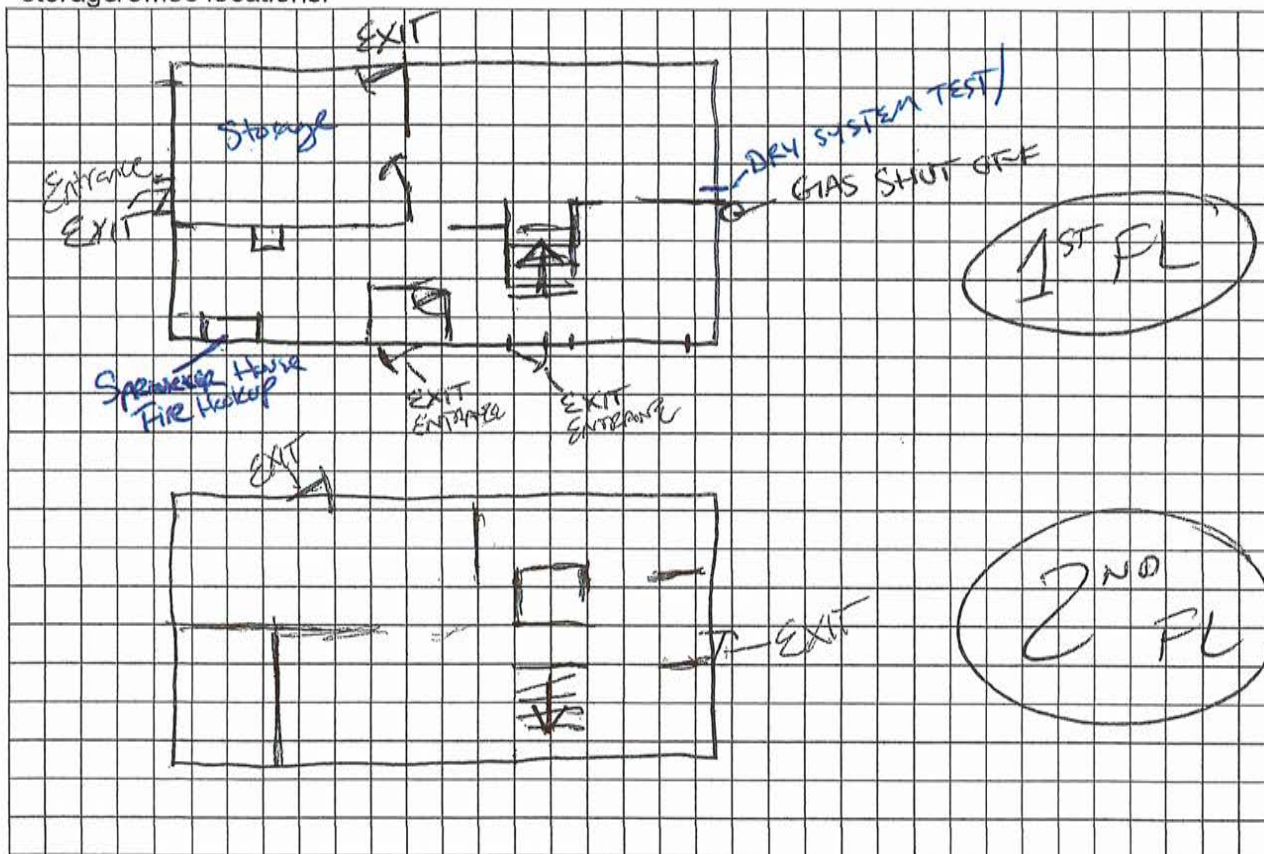 EXIT
Storage
Entrance
EXIT
DRY SYSTEM TEST/
GAS SHUT OFF
1ST FL
Sprinkler House
Fire Hookup
EXIT
ENTRANCE
EXIT
ENTRANCE
EXIT
EXIT
2ND FL